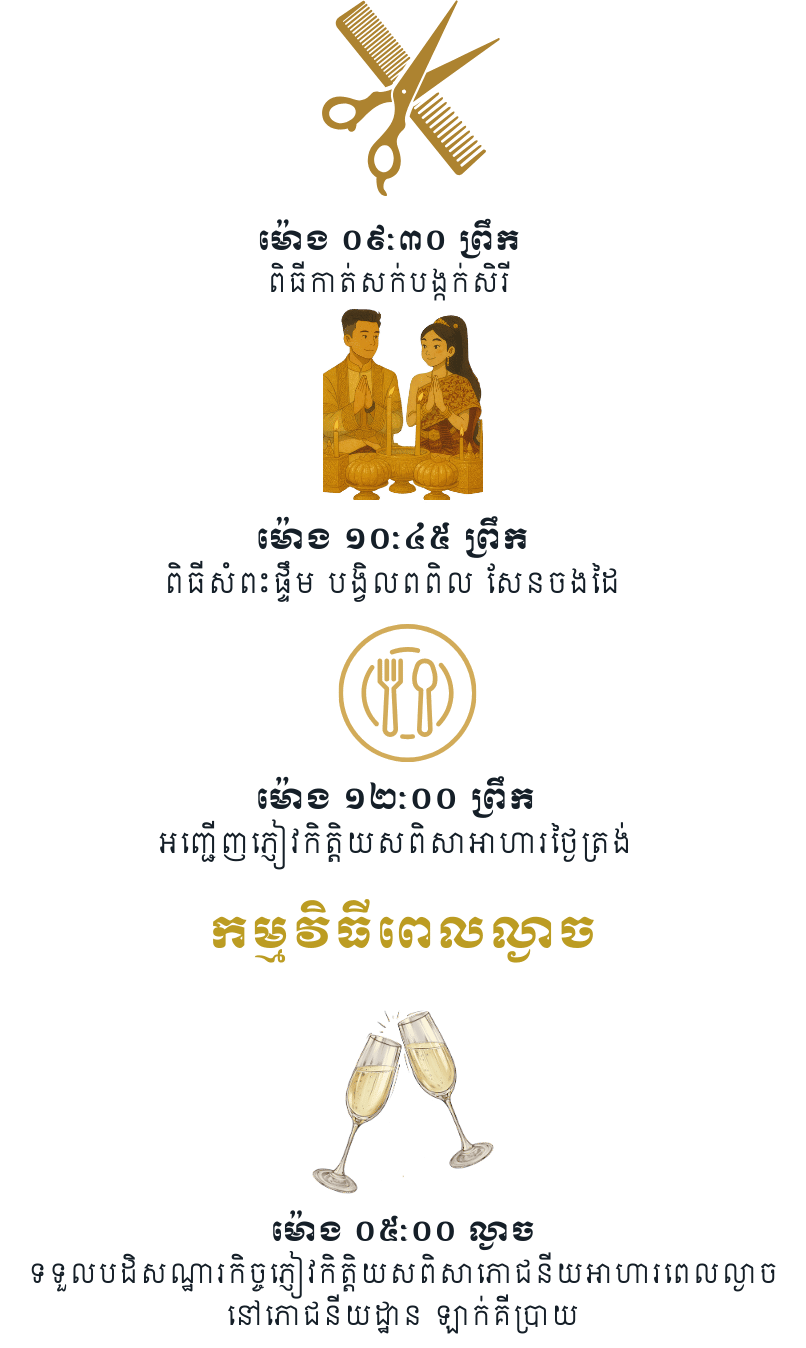 ម៉ោង ០៩:៣០ ព្រឹក
ពិធីកាត់សក់បង្កក់សិរី
ម៉ោង ១០:៤៥ ព្រឹក
ពិធីសំពះផ្ទឹម បង្វិលពពិល សែនចងដៃ
ម៉ោង ១២:០០ ព្រឹក
អញ្ជើញភ្ញៀវកិត្តិយសពិសាអាហារថ្ងៃត្រង់
កម្មវិធីពេលល្ងាច
ម៉ោង ០៥:០០ ល្ងាច
ទទួលបដិសណ្ឋារកិច្ចភ្ញៀវកិត្តិយសពិសាភោជនីយអាហារពេលល្ងាច
នៅភោជនីយដ្ឋាន ឡាក់គីប្រាយ